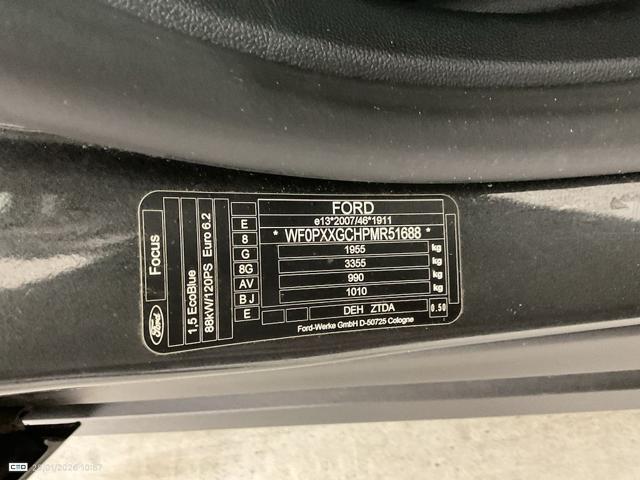 FORD
e13*2007/46*1911
* WF0PXXGCHPMR51688 *
1955 kg
3355 kg
990 kg
1010 kg
DEH ZTDA 0.50
Ford-Werke GmbH D-50725 Cologne
E
8
G
8G
AV
B J
E
Focus
1,5 EcoBlue
88kW/120PS Euro 6.2
Ford